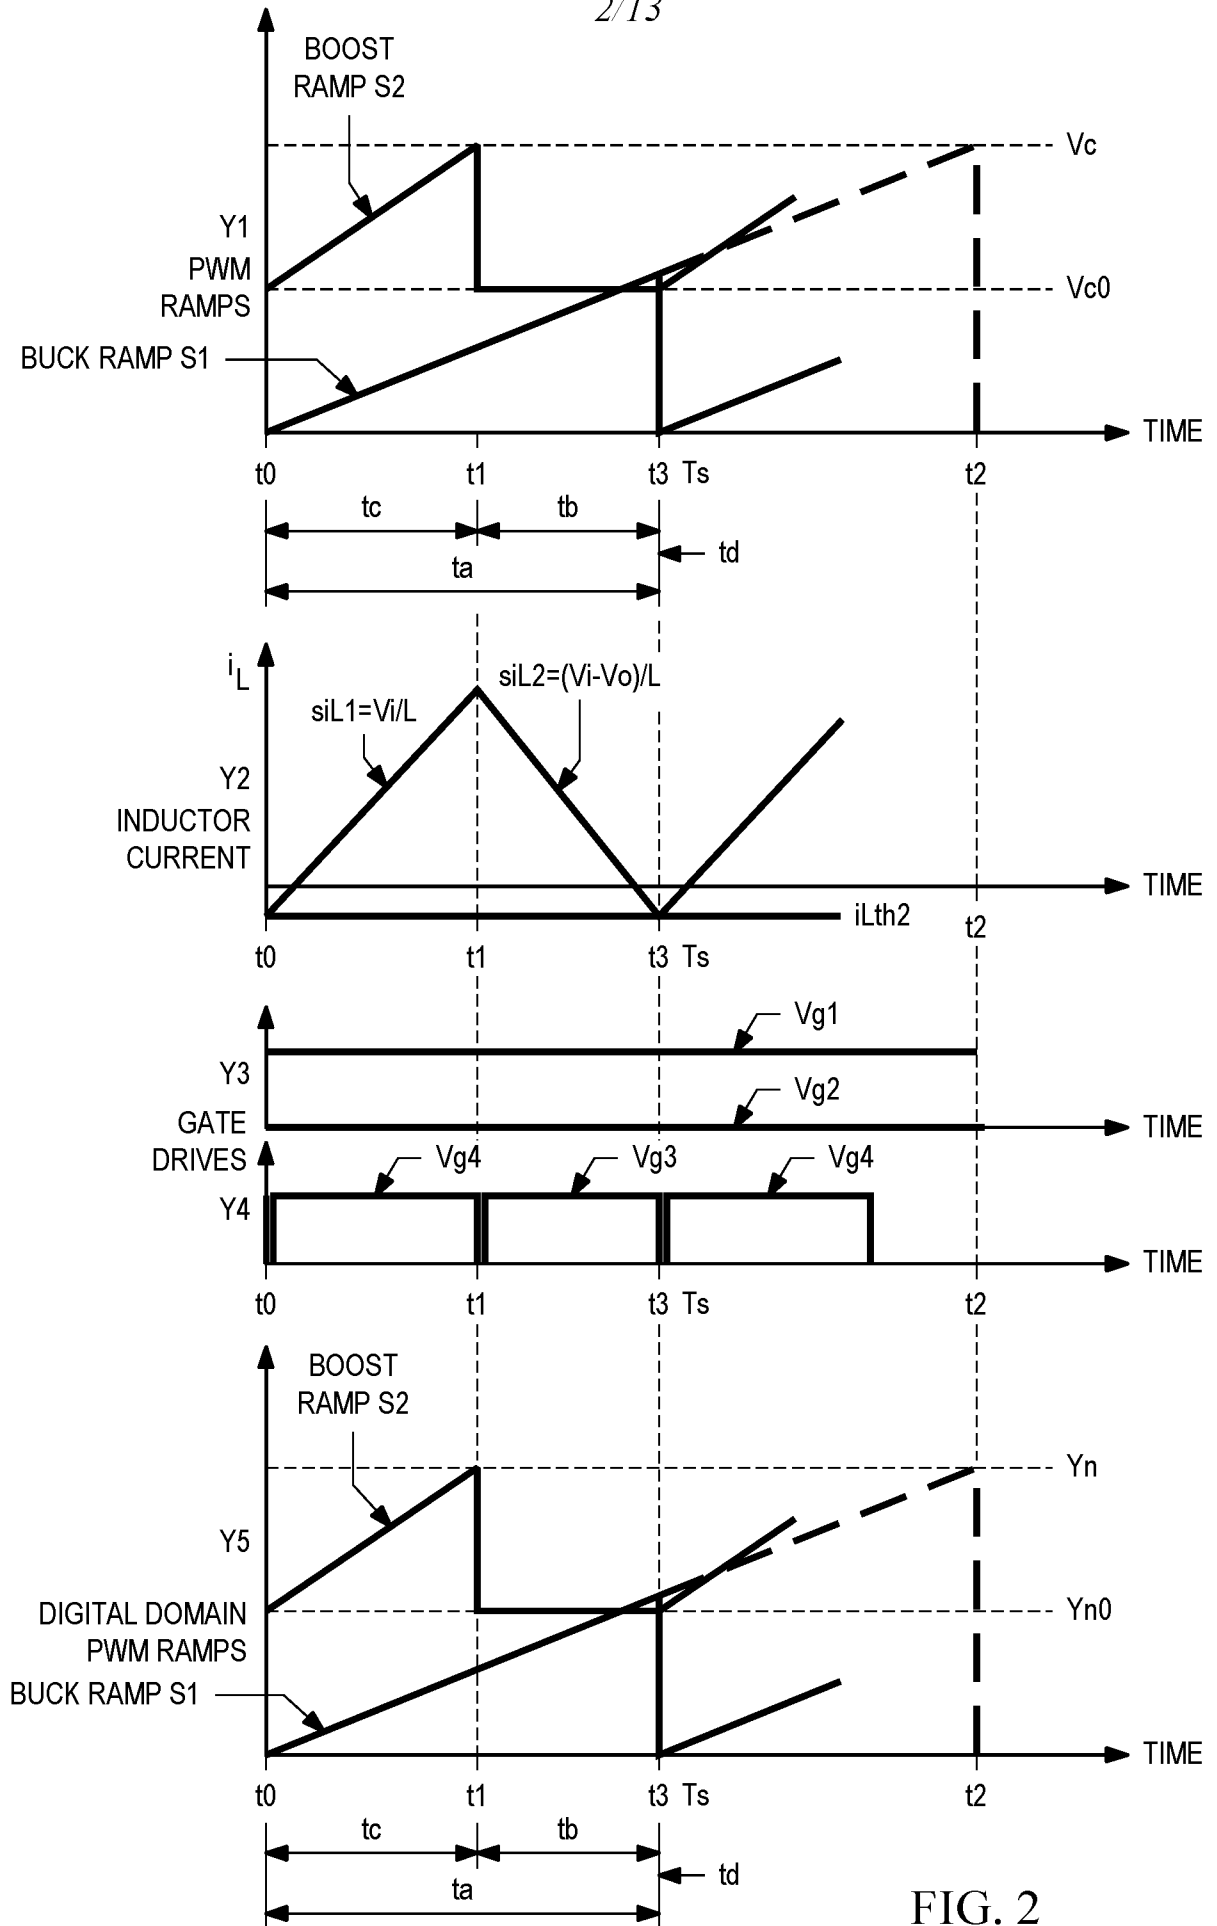 2/13
BOOST
RAMP S2
Vc
Y1
PWM
RAMPS
Vc0
BUCK RAMP S1
TIME
t0 t1 t3 Ts t2
tc tb
td
ta
iL
siL2=(Vi-Vo)/L
siL1=Vi/L
Y2
INDUCTOR
CURRENT
TIME
iLth2
t2
t0 t1 t3 Ts
Vg1
Y3
Vg2
GATE
DRIVES
TIME
Vg4 Vg3 Vg4
Y4
TIME
t0 t1 t3 Ts t2
BOOST
RAMP S2
Yn
Y5
DIGITAL DOMAIN
PWM RAMPS
Yn0
BUCK RAMP S1
TIME
t0 t1 t3 Ts t2
tc tb
td
ta
FIG. 2